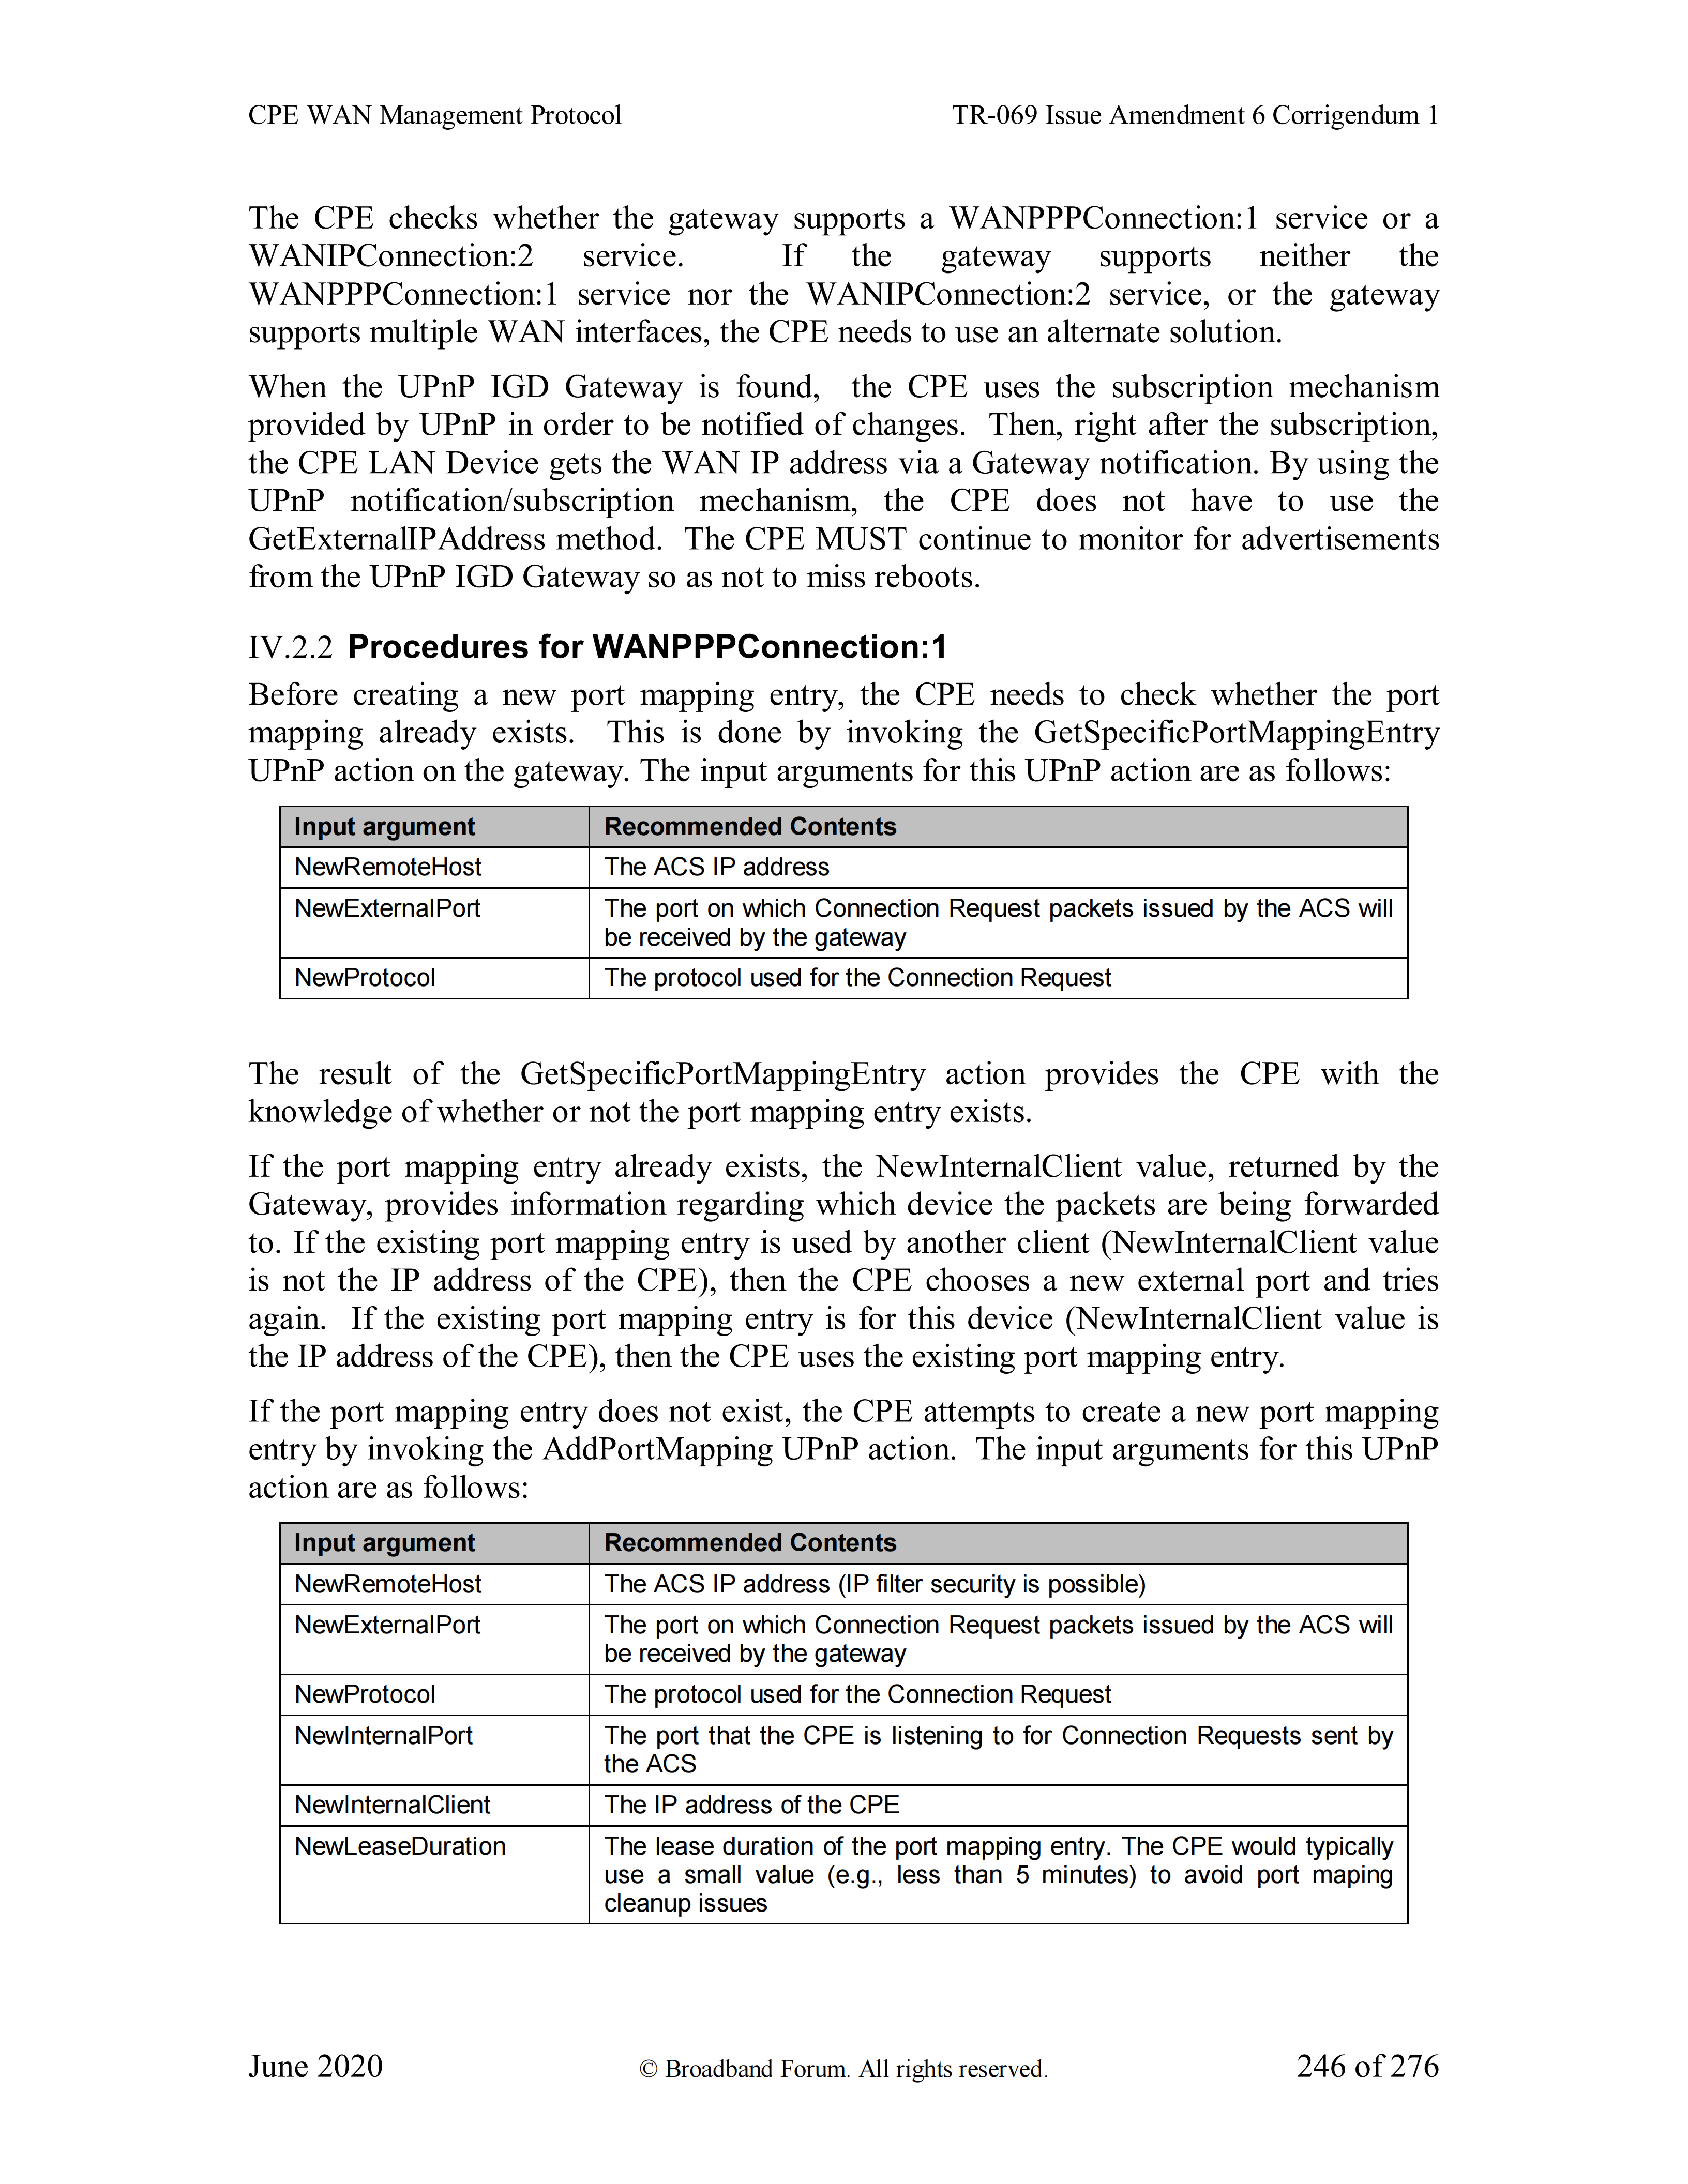 CPE WAN Management Protocol TR-069 Issue Amendment 6 Corrigendum 1
The CPE checks whether the gateway supports a WANPPPConnection:1 service or a
WANIPConnection:2 service. If the gateway supports neither the
WANPPPConnection:1 service nor the WANIPConnection:2 service, or the gateway
supports multiple WAN interfaces, the CPE needs to use an alternate solution.
When the UPnP IGD Gateway is found, the CPE uses the subscription mechanism
provided by UPnP in order to be notified of changes. Then, right after the subscription,
the CPE LAN Device gets the WAN IP address via a Gateway notification. By using the
UPnP notification/subscription mechanism, the CPE does not have to use the
GetExternalIPAddress method. The CPE MUST continue to monitor for advertisements
from the UPnP IGD Gateway so as not to miss reboots.
IV.2.2 Procedures for WANPPPConnection:1
Before creating a new port mapping entry, the CPE needs to check whether the port
mapping already exists. This is done by invoking the GetSpecificPortMappingEntry
UPnP action on the gateway. The input arguments for this UPnP action are as follows:
Input argument Recommended Contents
NewRemoteHost The ACS IP address
NewExternalPort The port on which Connection Request packets issued by the ACS will
be received by the gateway
NewProtocol The protocol used for the Connection Request
The result of the GetSpecificPortMappingEntry action provides the CPE with the
knowledge of whether or not the port mapping entry exists.
If the port mapping entry already exists, the NewInternalClient value, returned by the
Gateway, provides information regarding which device the packets are being forwarded
to. If the existing port mapping entry is used by another client (NewInternalClient value
is not the IP address of the CPE), then the CPE chooses a new external port and tries
again. If the existing port mapping entry is for this device (NewInternalClient value is
the IP address of the CPE), then the CPE uses the existing port mapping entry.
If the port mapping entry does not exist, the CPE attempts to create a new port mapping
entry by invoking the AddPortMapping UPnP action. The input arguments for this UPnP
action are as follows:
Input argument Recommended Contents
NewRemoteHost The ACS IP address (IP filter security is possible)
NewExternalPort The port on which Connection Request packets issued by the ACS will
be received by the gateway
NewProtocol The protocol used for the Connection Request
NewInternalPort The port that the CPE is listening to for Connection Requests sent by
the ACS
NewInternalClient The IP address of the CPE
NewLeaseDuration The lease duration of the port mapping entry. The CPE would typically
use a small value (e.g., less than 5 minutes) to avoid port maping
cleanup issues
June 2020 © Broadband Forum. All rights reserved. 246 of 276